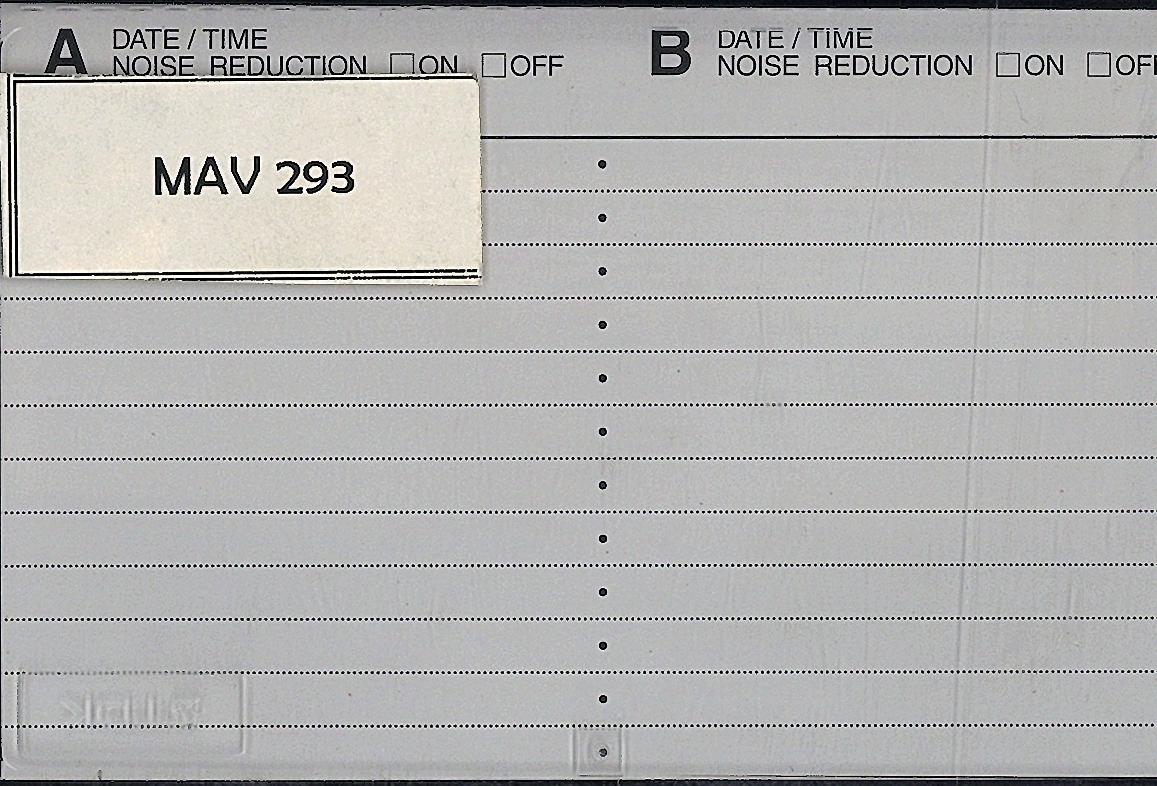 A DATE / TIME
NOISE REDUCTION ☐ON ☐OFF
B DATE / TIME
NOISE REDUCTION ☐ON ☐OFF
MAV 293